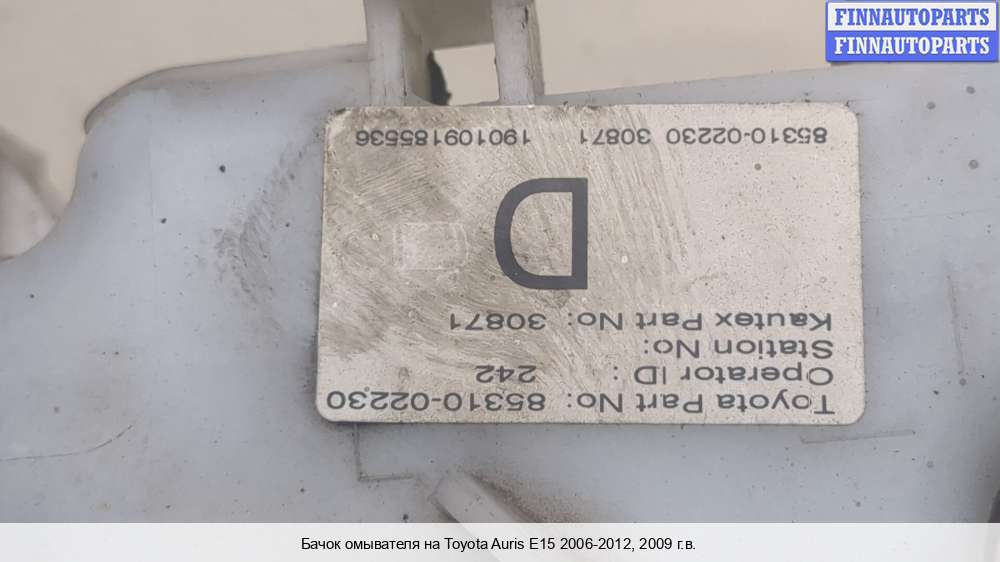 FINNAUTOPARTS
FINNAUTOPARTS
Toyota Part No: 85310-02230
Operator ID : 242
Station No:
Kautex Part No: 30871
D
85310-02230 30871 190109185536
Бачок омывателя на Toyota Auris E15 2006-2012, 2009 г.в.